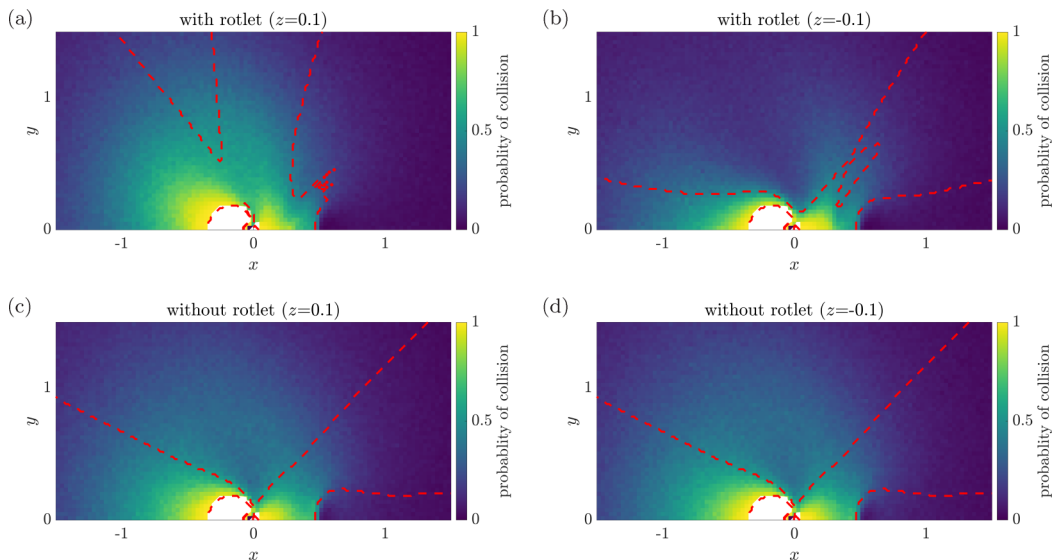 (a)
with rotlet (z=0.1)
1
0.5
0
probablity of collision
1
0
y
-1
0
1
x
(b)
with rotlet (z=-0.1)
1
0.5
0
probablity of collision
1
0
y
-1
0
1
x
(c)
without rotlet (z=0.1)
1
0.5
0
probablity of collision
1
0
y
-1
0
1
x
(d)
without rotlet (z=-0.1)
1
0.5
0
probablity of collision
1
0
y
-1
0
1
x